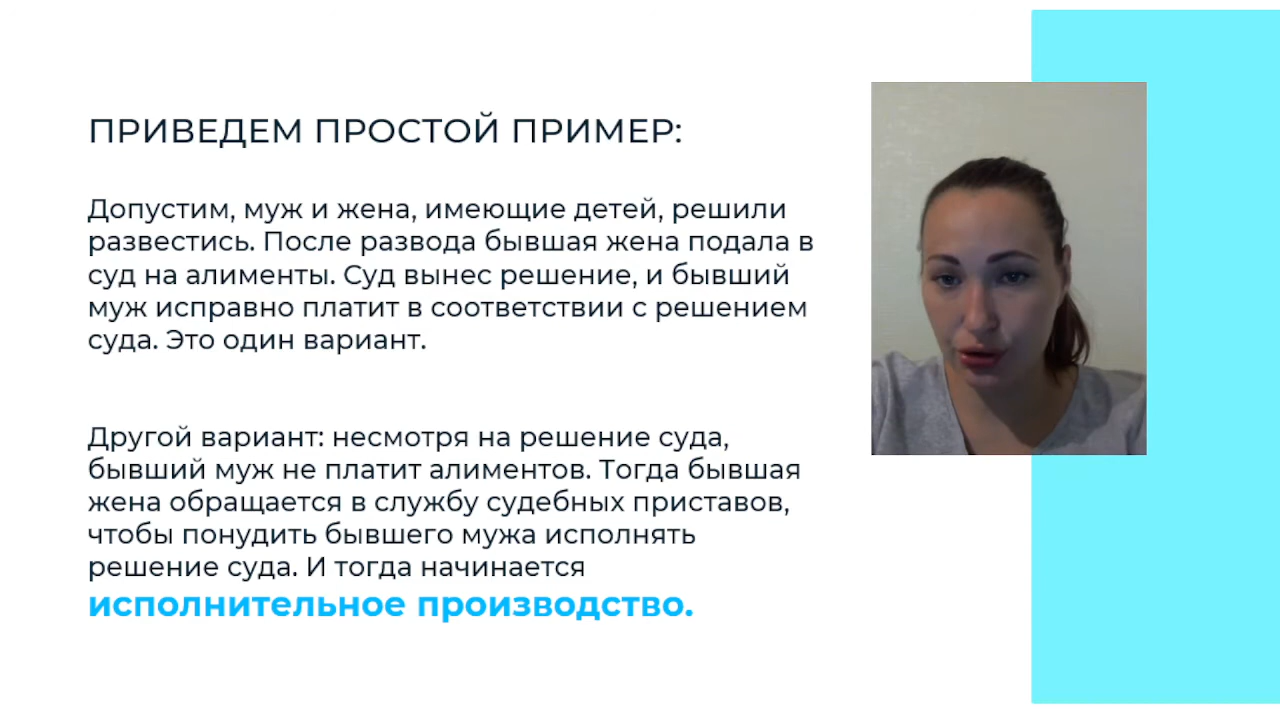 ПРИВЕДЕМ ПРОСТОЙ ПРИМЕР:
Допустим, муж и жена, имеющие детей, решили
развестись. После развода бывшая жена подала в
суд на алименты. Суд вынес решение, и бывший
муж исправно платит в соответствии с решением
суда. Это один вариант.
Другой вариант: несмотря на решение суда,
бывший муж не платит алиментов. Тогда бывшая
жена обращается в службу судебных приставов,
чтобы понудить бывшего мужа исполнять
решение суда. И тогда начинается
исполнительное производство.